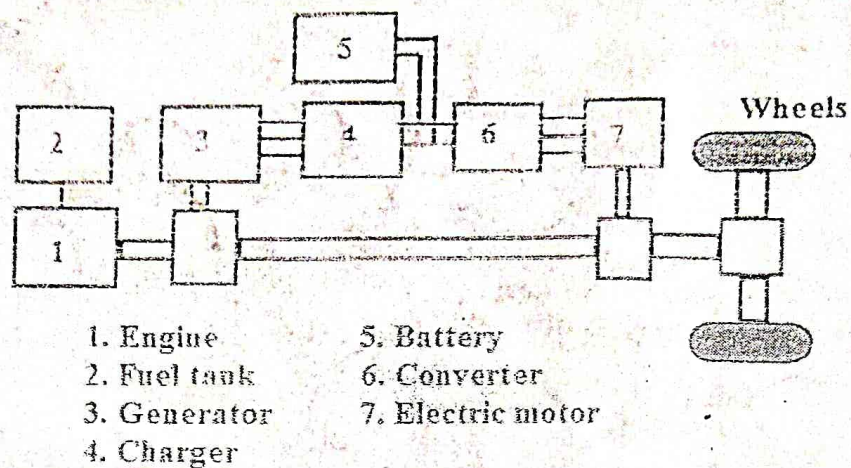 5
Wheels
2 3 4 6 7
1
1. Engine 5. Battery
2. Fuel tank 6. Converter
3. Generator 7. Electric motor
4. Charger